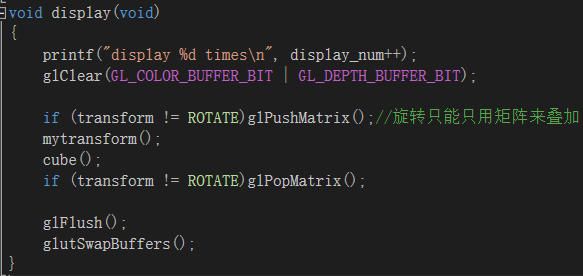 void display(void)
{
printf("display %d times\n", display_num++);
glClear(GL_COLOR_BUFFER_BIT | GL_DEPTH_BUFFER_BIT);
if (transform != ROTATE)glPushMatrix();//旋转只能只用矩阵来叠加
mytransform();
cube();
if (transform != ROTATE)glPopMatrix();
glFlush();
glutSwapBuffers();
}